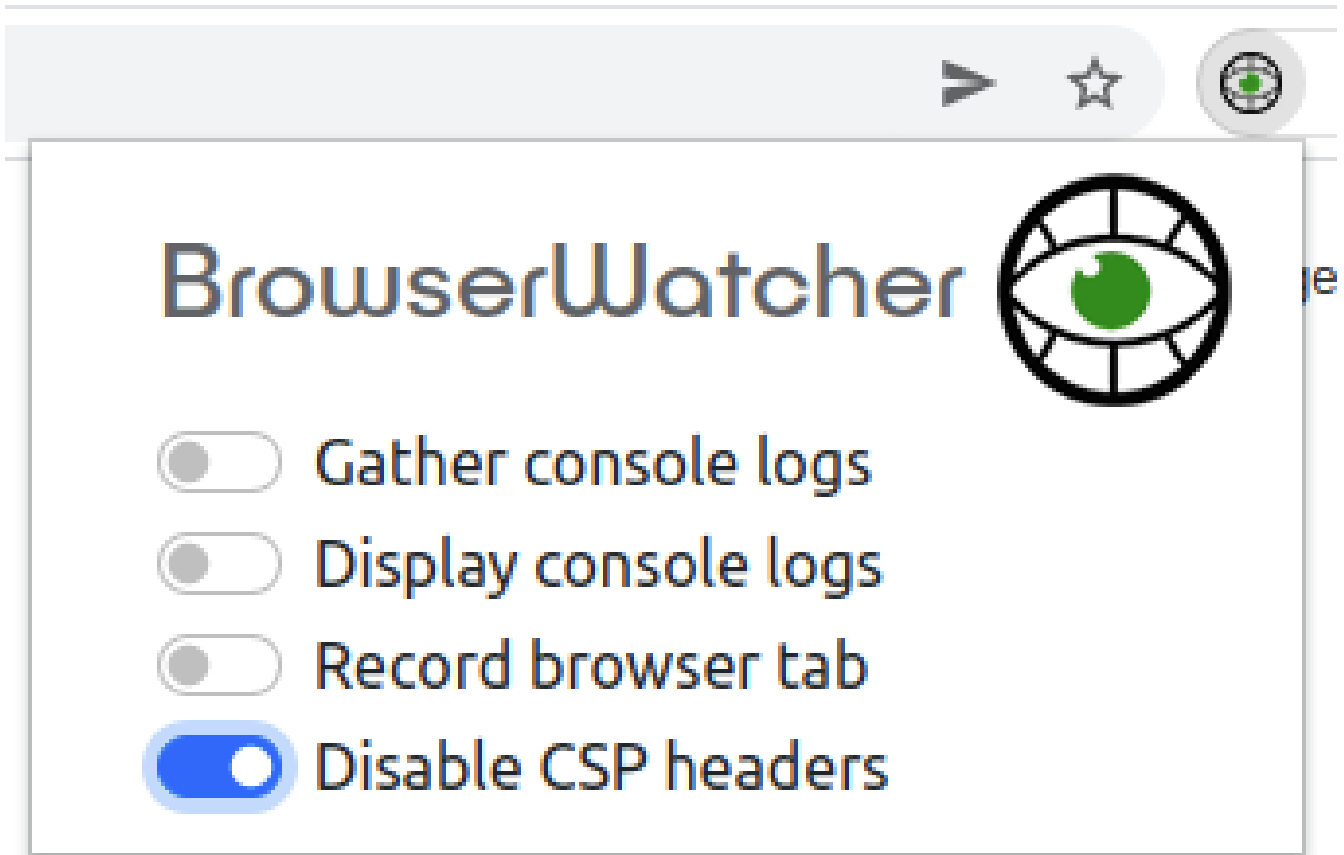 BrowserWatcher
Gather console logs
Display console logs
Record browser tab
Disable CSP headers